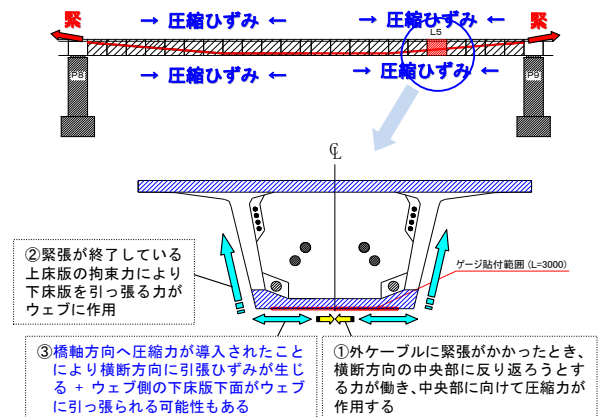 緊
→ 圧縮ひずみ ←
→ 圧縮ひずみ ←
緊
L5
→ 圧縮ひずみ ←
→ 圧縮ひずみ ←
P8
P9
℄
ゲージ貼付範囲 (L=3000)
②緊張が終了している
上床版の拘束力により
下床版を引っ張る力が
ウェブに作用
③橋軸方向へ圧縮力が導入されたこと
により横断方向に引張ひずみが生じ
る + ウェブ側の下床版下面がウェブ
に引っ張られる可能性もある
①外ケーブルに緊張がかかったとき、
横断方向の中央部に反り返ろうとす
る力が働き、中央部に向けて圧縮力が
作用する